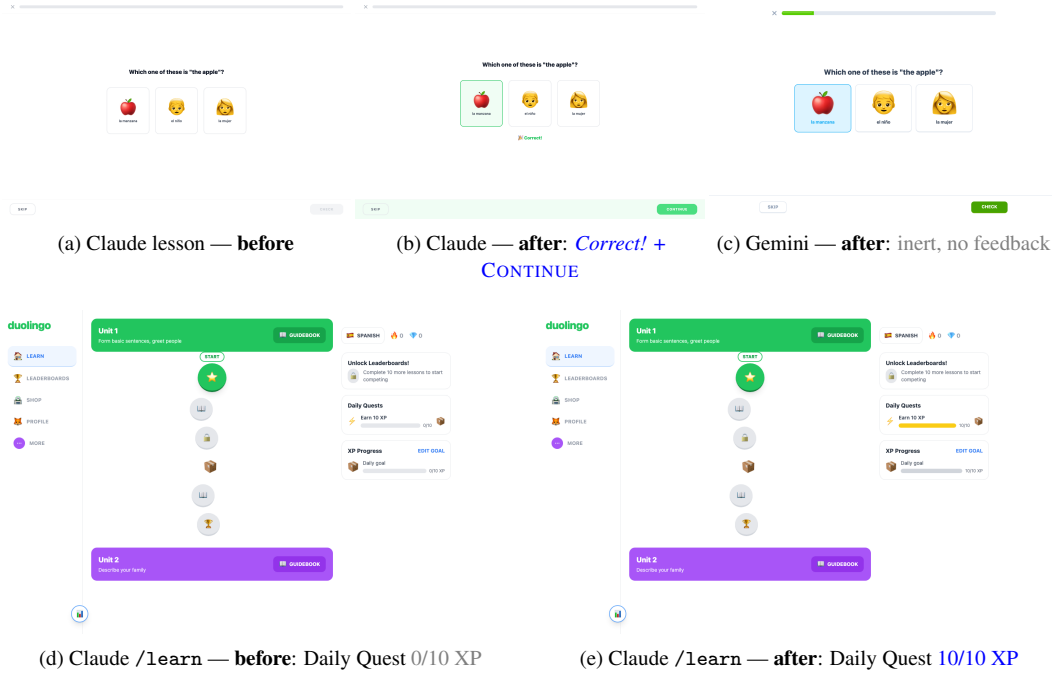 ×
×
×
Which one of these is "the apple"?
la manzana
el niño
la mujer
SKIP
CHECK
Which one of these is "the apple"?
la manzana
el niño
la mujer
🎉 Correct!
SKIP
CONTINUE
Which one of these is "the apple"?
la manzana
el niño
la mujer
SKIP
CHECK
(a) Claude lesson — before
(b) Claude — after: Correct! +
CONTINUE
(c) Gemini — after: inert, no feedback
duolingo
LEARN
LEADERBOARDS
SHOP
PROFILE
MORE
Unit 1
Form basic sentences, greet people
GUIDEBOOK
START
Unit 2
Describe your family
GUIDEBOOK
SPANISH
0
0
Unlock Leaderboards!
Complete 10 more lessons to start
competing
Daily Quests
Earn 10 XP
0/10
XP Progress
EDIT GOAL
Daily goal
0/10 XP
duolingo
LEARN
LEADERBOARDS
SHOP
PROFILE
MORE
Unit 1
Form basic sentences, greet people
GUIDEBOOK
START
Unit 2
Describe your family
GUIDEBOOK
SPANISH
0
0
Unlock Leaderboards!
Complete 10 more lessons to start
competing
Daily Quests
Earn 10 XP
10/10
XP Progress
EDIT GOAL
Daily goal
10/10 XP
(d) Claude /learn — before: Daily Quest 0/10 XP
(e) Claude /learn — after: Daily Quest 10/10 XP